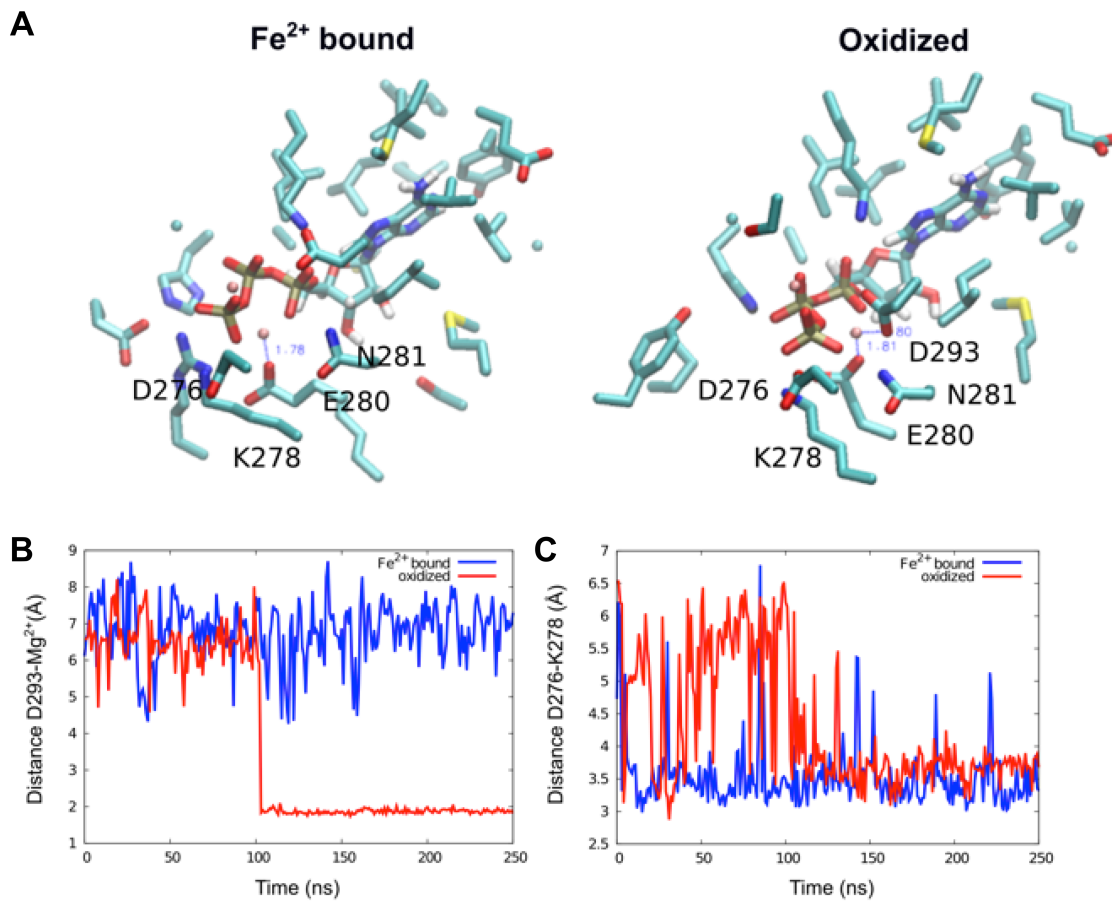 A
Fe²⁺ bound
Oxidized
1.78
N281
D276
E280
K278
80
1.81
D293
D276
N281
E280
K278
B
Distance D293-Mg²⁺(Å)
9
8
7
6
5
4
3
2
1
Fe²⁺ bound
oxidized
0
50
100
150
200
250
Time (ns)
C
Distance D276-K278 (Å)
7
6.5
6
5.5
5
4.5
4
3.5
3
2.5
Fe²⁺ bound
oxidized
0
50
100
150
200
250
Time (ns)